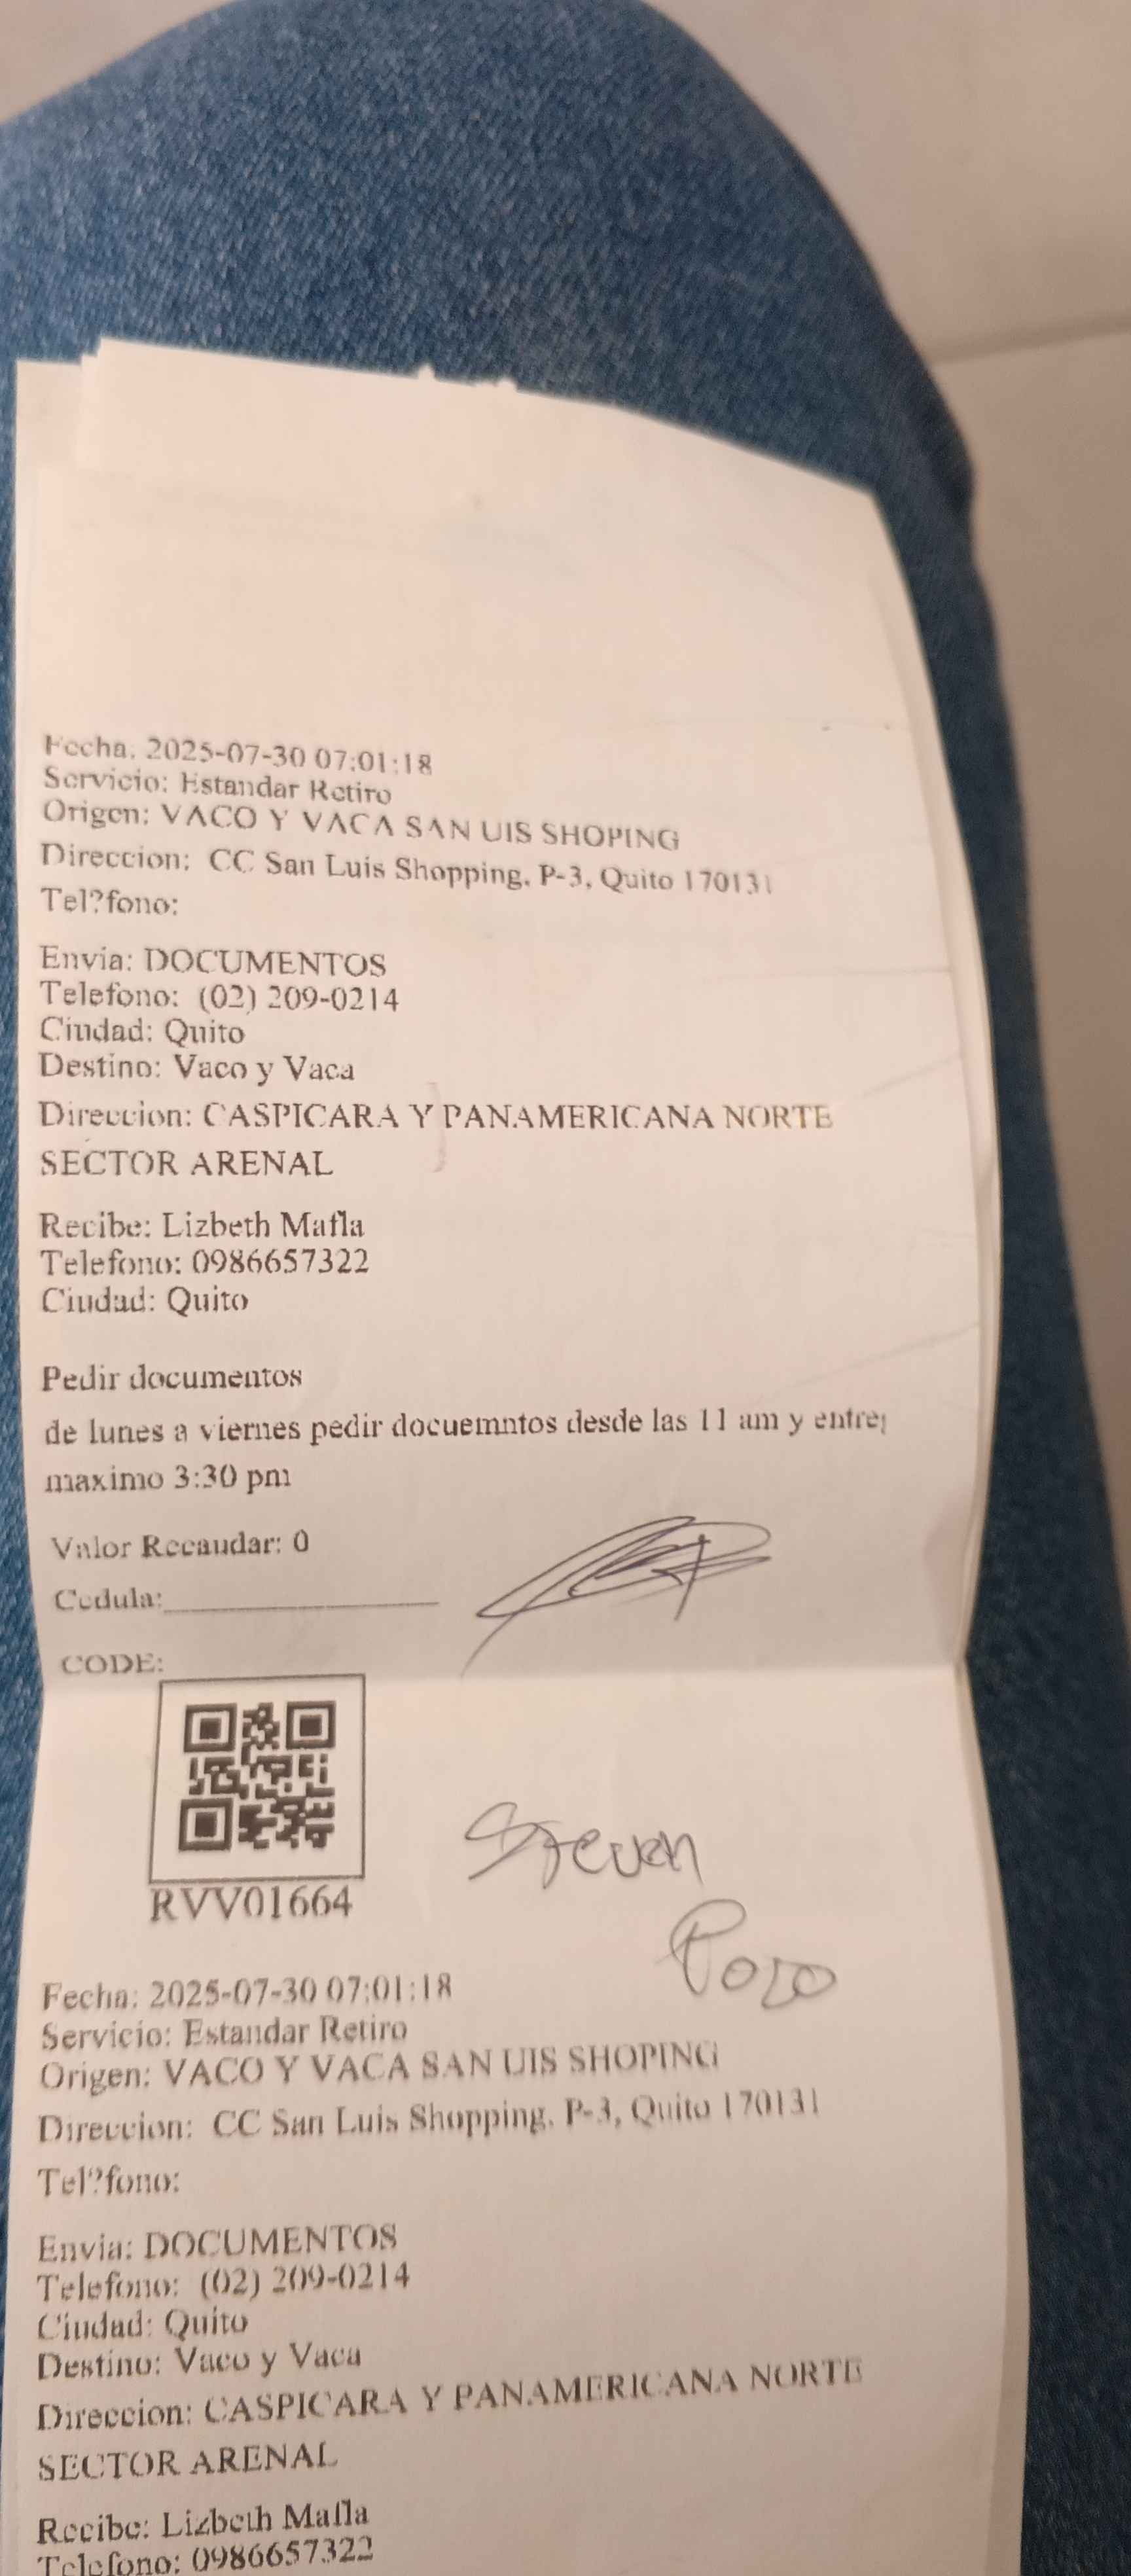 Fecha: 2025-07-30 07:01:18
Servicio: Estandar Retiro
Origen: VACO Y VACA SAN UIS SHOPING
Direccion: CC San Luis Shopping, P-3, Quito 170131
Tel?fono:
Envia: DOCUMENTOS
Telefono: (02) 209-0214
Ciudad: Quito
Destino: Vaco y Vaca
Direccion: CASPICARA Y PANAMERICANA NORTE
SECTOR ARENAL
Recibe: Lizbeth Mafla
Telefono: 0986657322
Ciudad: Quito
Pedir documentos
de lunes a viernes pedir docuemntos desde las 11 am y
maximo 3:30 pm
Valor Recaudar: 0
Cedula:
CODE:
RVV01664
Steven
Pozo
Fecha: 2025-07-30 07:01:18
Servicio: Estandar Retiro
Origen: VACO Y VACA SAN UIS SHOPING
Direccion: CC San Luis Shopping, P-3, Quito 170131
Tel?fono:
Envia: DOCUMENTOS
Telefono: (02) 209-0214
Ciudad: Quito
Destino: Vaco y Vaca
Direccion: CASPICARA Y PANAMERICANA NORTE
SECTOR ARENAL
Recibe: Lizbeth Mafla
Telefono: 0986657322